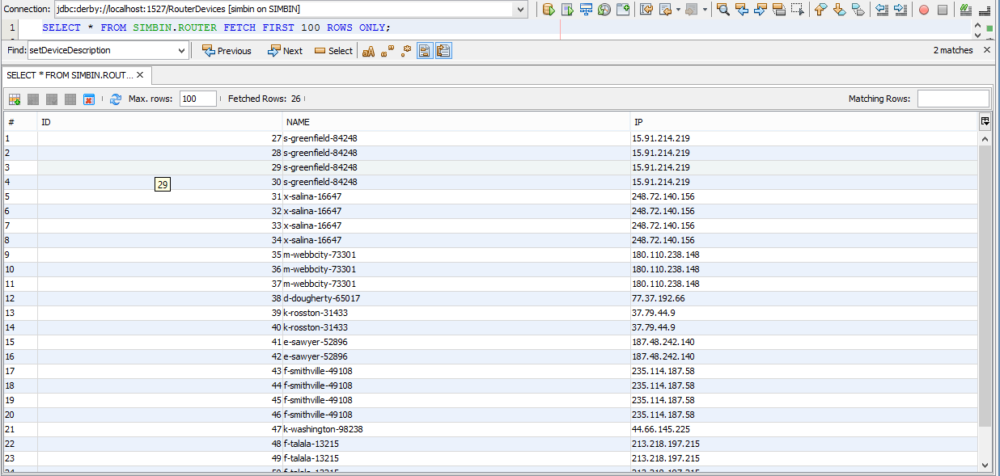 Connection: jdbc:derby://localhost:1527/RouterDevices [simbin on SIMBIN]
1 SELECT * FROM SIMBIN.ROUTER FETCH FIRST 100 ROWS ONLY;
Find: setDeviceDescription Previous Next Select aA 2 matches
SELECT * FROM SIMBIN.ROUT...
Max. rows: 100 Fetched Rows: 26 Matching Rows:
# ID NAME IP
1 27 s-greenfield-84248 15.91.214.219
2 28 s-greenfield-84248 15.91.214.219
3 29 s-greenfield-84248 15.91.214.219
4 29 30 s-greenfield-84248 15.91.214.219
5 31 x-salina-16647 248.72.140.156
6 32 x-salina-16647 248.72.140.156
7 33 x-salina-16647 248.72.140.156
8 34 x-salina-16647 248.72.140.156
9 35 m-webbcity-73301 180.110.238.148
10 36 m-webbcity-73301 180.110.238.148
11 37 m-webbcity-73301 180.110.238.148
12 38 d-dougherty-65017 77.37.192.66
13 39 k-rosston-31433 37.79.44.9
14 40 k-rosston-31433 37.79.44.9
15 41 e-sawyer-52896 187.48.242.140
16 42 e-sawyer-52896 187.48.242.140
17 43 f-smithville-49108 235.114.187.58
18 44 f-smithville-49108 235.114.187.58
19 45 f-smithville-49108 235.114.187.58
20 46 f-smithville-49108 235.114.187.58
21 47 k-washington-98238 44.66.145.225
22 48 f-talala-13215 213.218.197.215
23 49 f-talala-13215 213.218.197.215
24 50 f-talala-13215 213.218.197.215